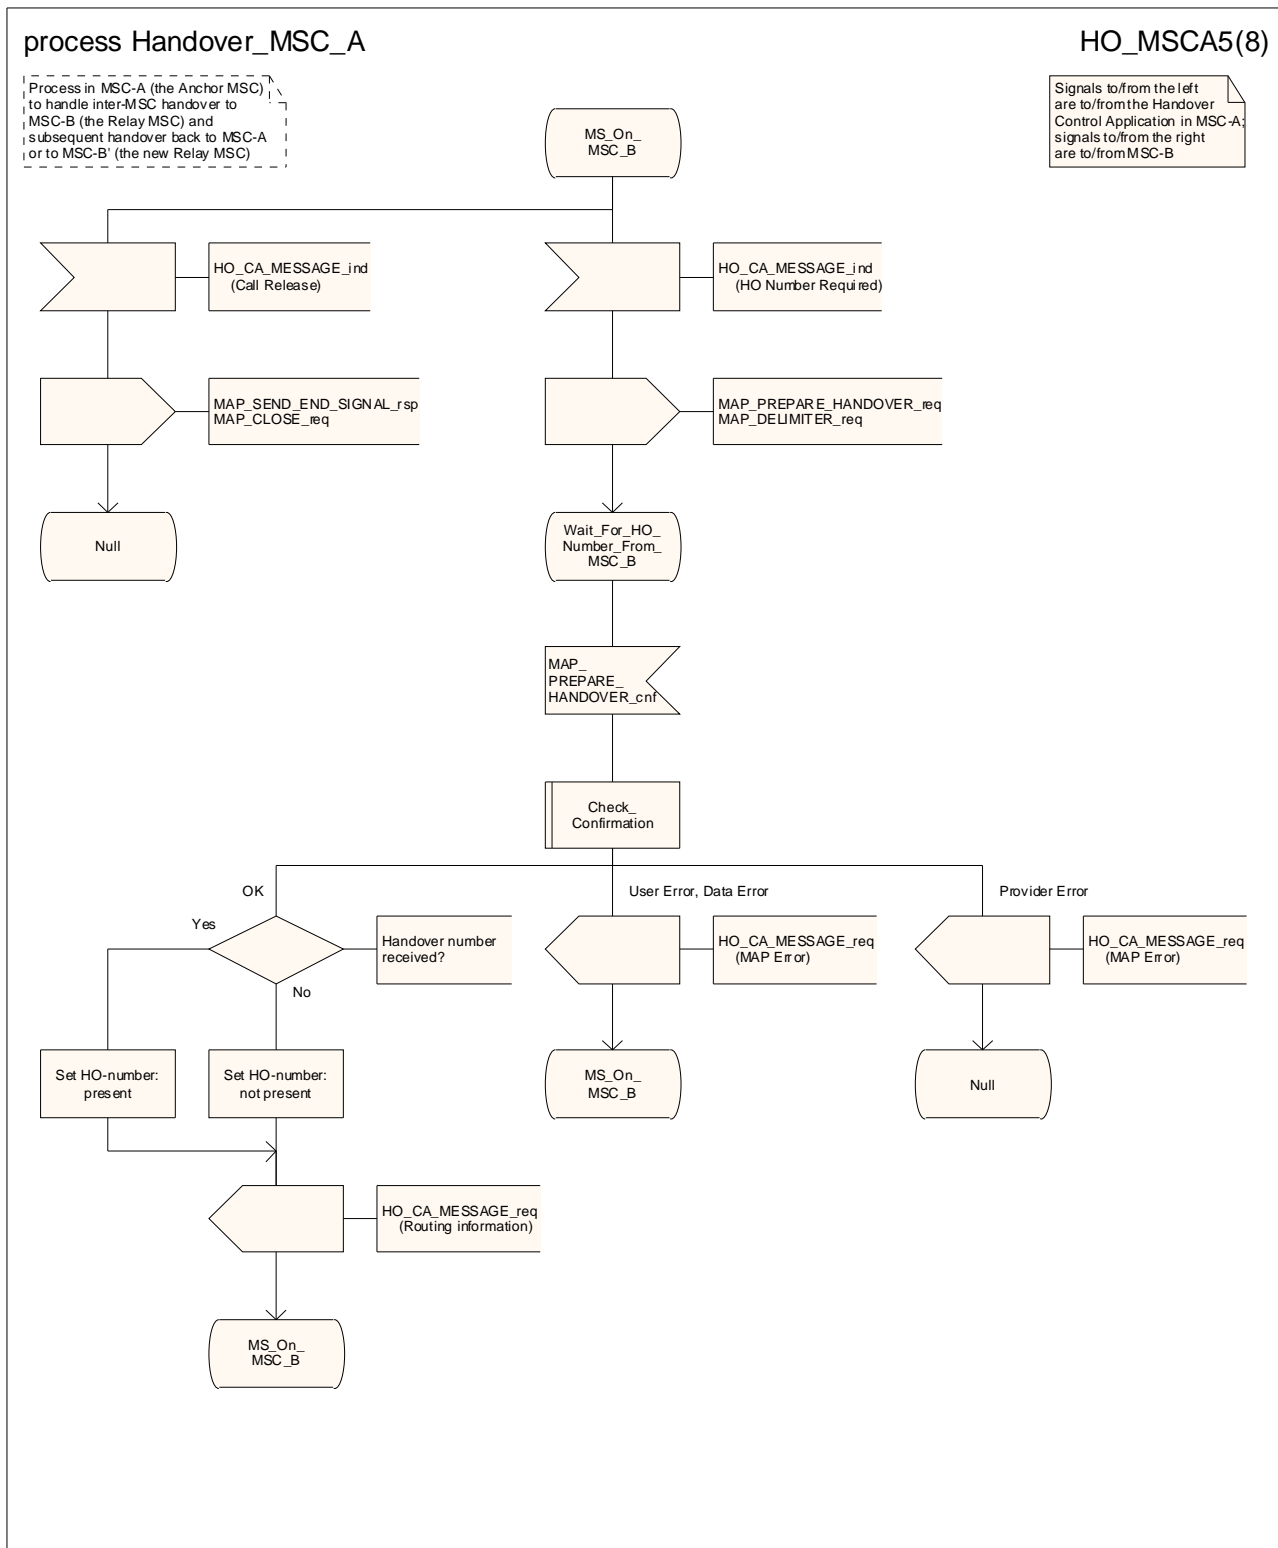 process Handover_MSC_A
HO_MSCA5(8)
Process in MSC-A (the Anchor MSC)
to handle inter-MSC handover to
MSC-B (the Relay MSC) and
subsequent handover back to MSC-A
or to MSC-B' (the new Relay MSC)
Signals to/from the left
are to/from the Handover
Control Application in MSC-A;
signals to/from the right
are to/from MSC-B
MS_On_
MSC_B
HO_CA_MESSAGE_ind
(Call Release)
HO_CA_MESSAGE_ind
(HO Number Required)
MAP_SEND_END_SIGNAL_rsp
MAP_CLOSE_req
MAP_PREPARE_HANDOVER_req
MAP_DELIMITER_req
Null
Wait_For_HO_
Number_From_
MSC_B
MAP_
PREPARE_
HANDOVER_cnf
Check_
Confirmation
OK
User Error, Data Error
Provider Error
Yes
Handover number
received?
No
HO_CA_MESSAGE_req
(MAP Error)
HO_CA_MESSAGE_req
(MAP Error)
Set HO-number:
present
Set HO-number:
not present
MS_On_
MSC_B
Null
HO_CA_MESSAGE_req
(Routing information)
MS_On_
MSC_B